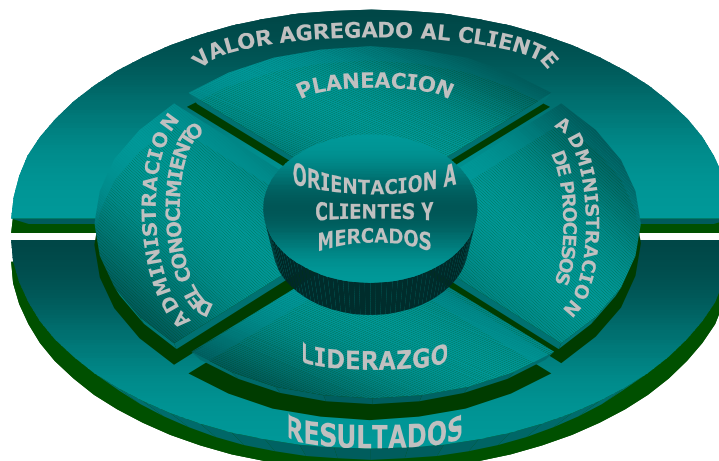 VALOR AGREGADO AL CLIENTE
PLANEACION
ADMINISTRACION
DEL CONOCIMIENTO
ORIENTACION A
CLIENTES Y
MERCADOS
ADMINISTRACION
DE PROCESOS
LIDERAZGO
RESULTADOS